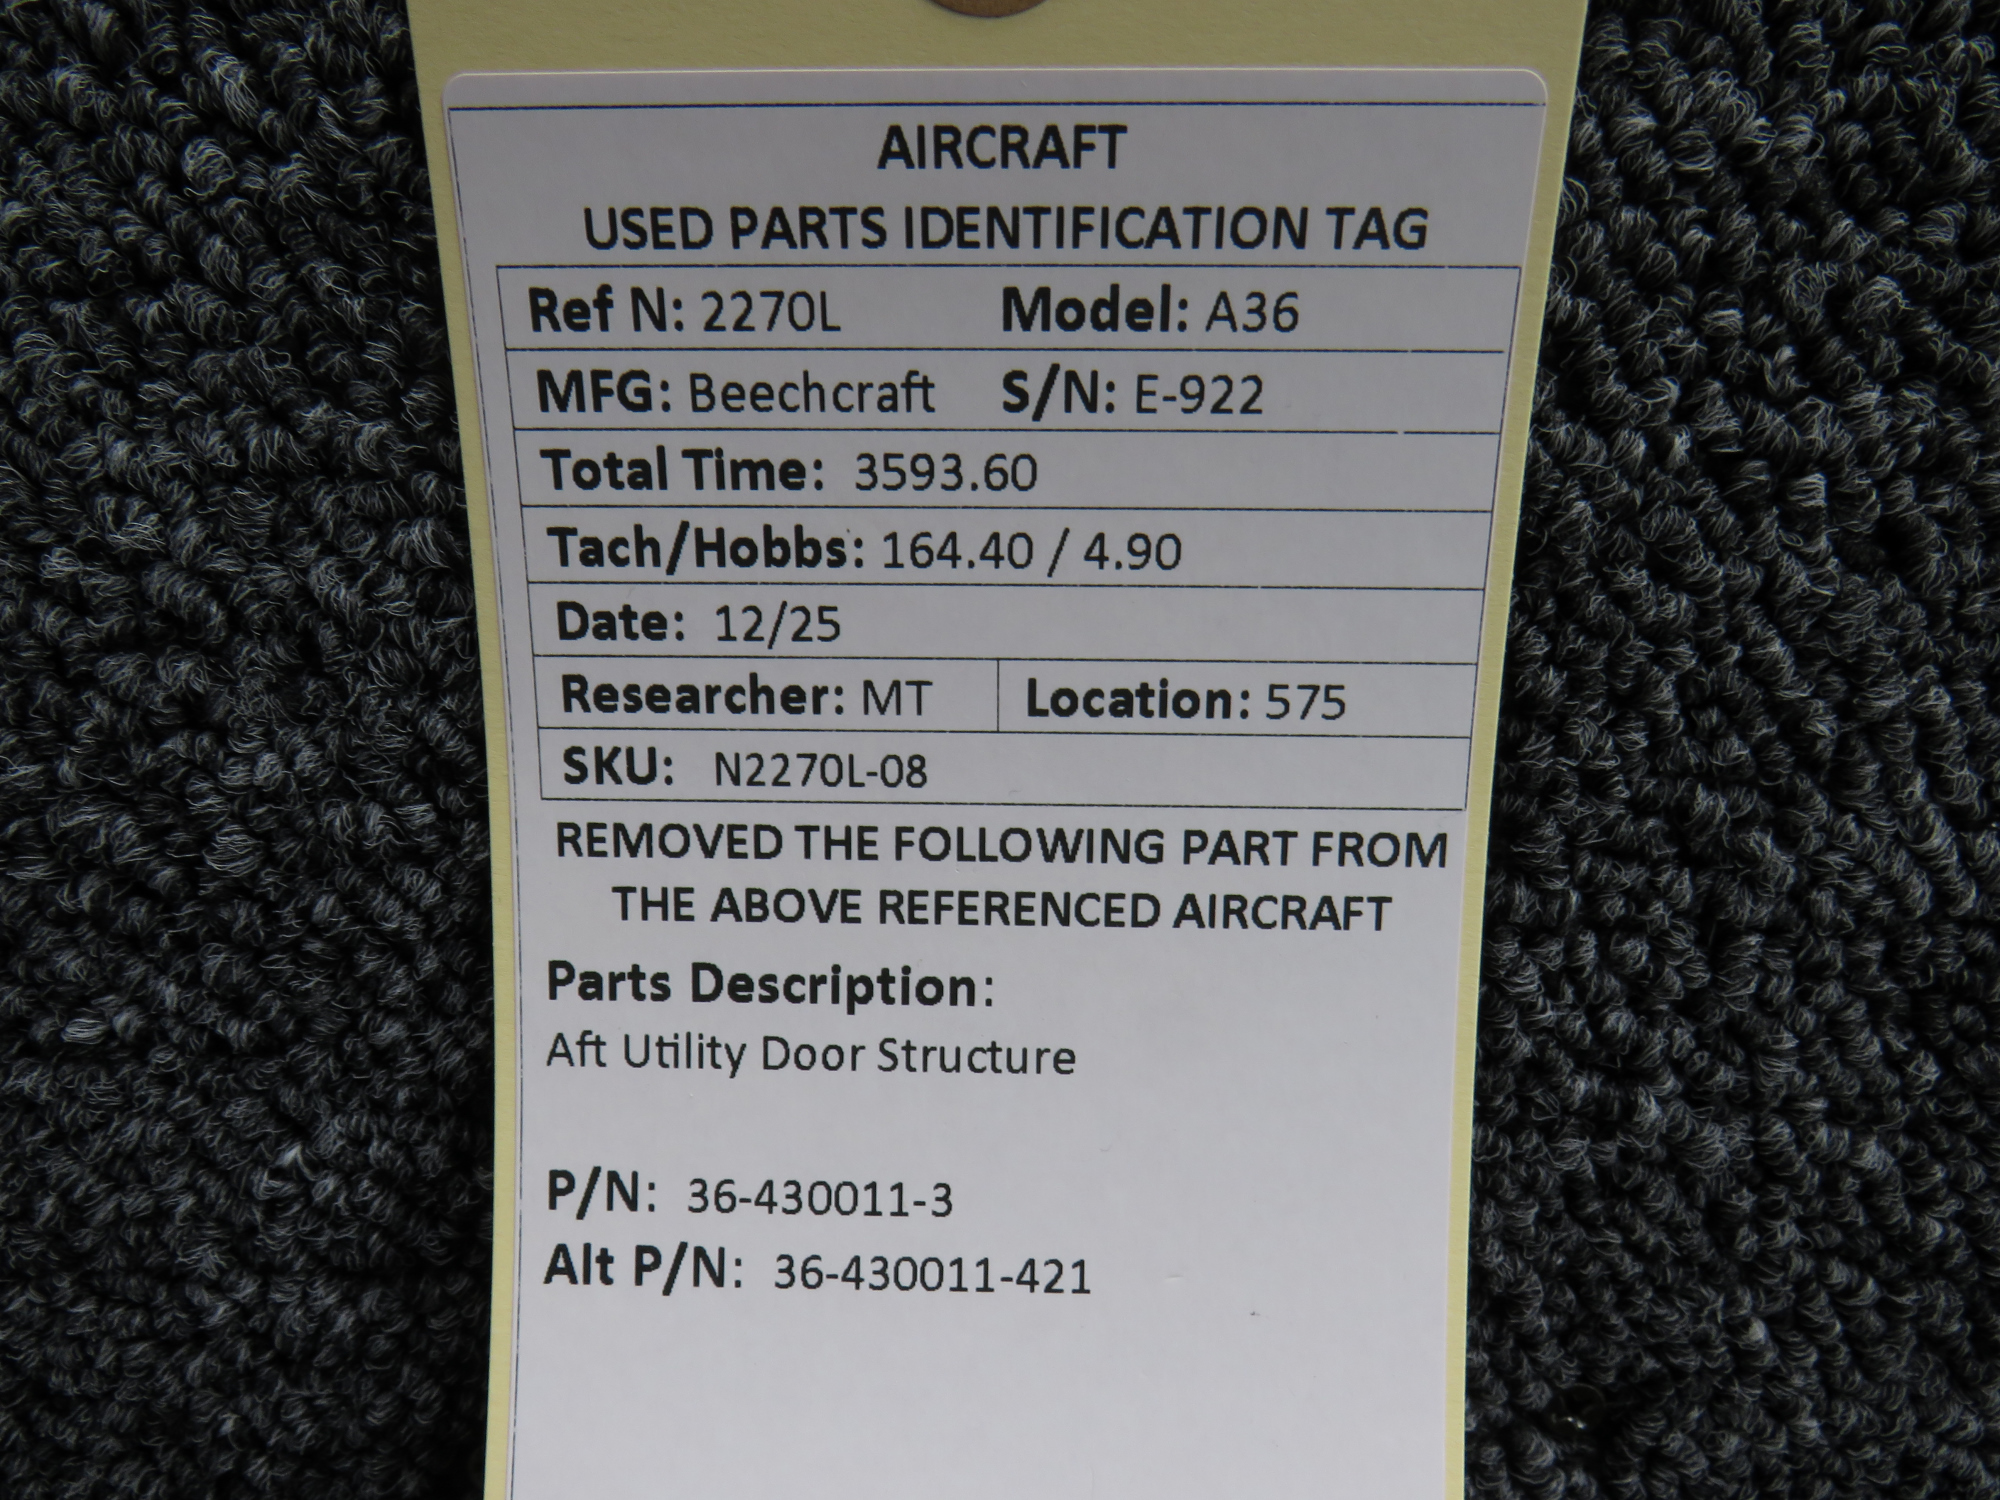 AIRCRAFT
USED PARTS IDENTIFICATION TAG
Ref N: 2270L Model: A36
MFG: Beechcraft S/N: E-922
Total Time: 3593.60
Tach/Hobbs: 164.40 / 4.90
Date: 12/25
Researcher: MT Location: 575
SKU: N2270L-08
REMOVED THE FOLLOWING PART FROM
THE ABOVE REFERENCED AIRCRAFT
Parts Description:
Aft Utility Door Structure
P/N: 36-430011-3
Alt P/N: 36-430011-421